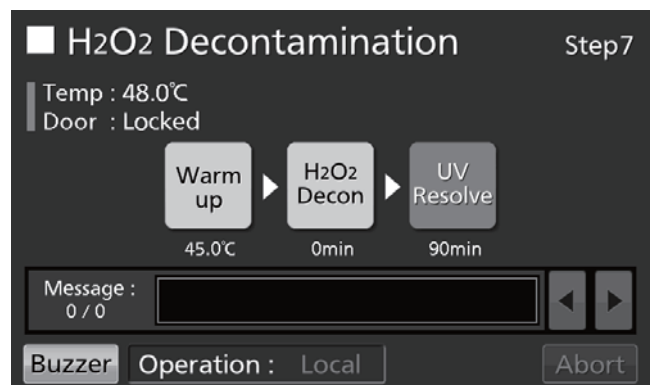 H2O2 Decontamination Step7
Temp : 48.0℃
Door : Locked
Warm up
H2O2 Decon
UV Resolve
45.0℃ 0min 90min
Message :
0 / 0
Buzzer Operation : Local Abort